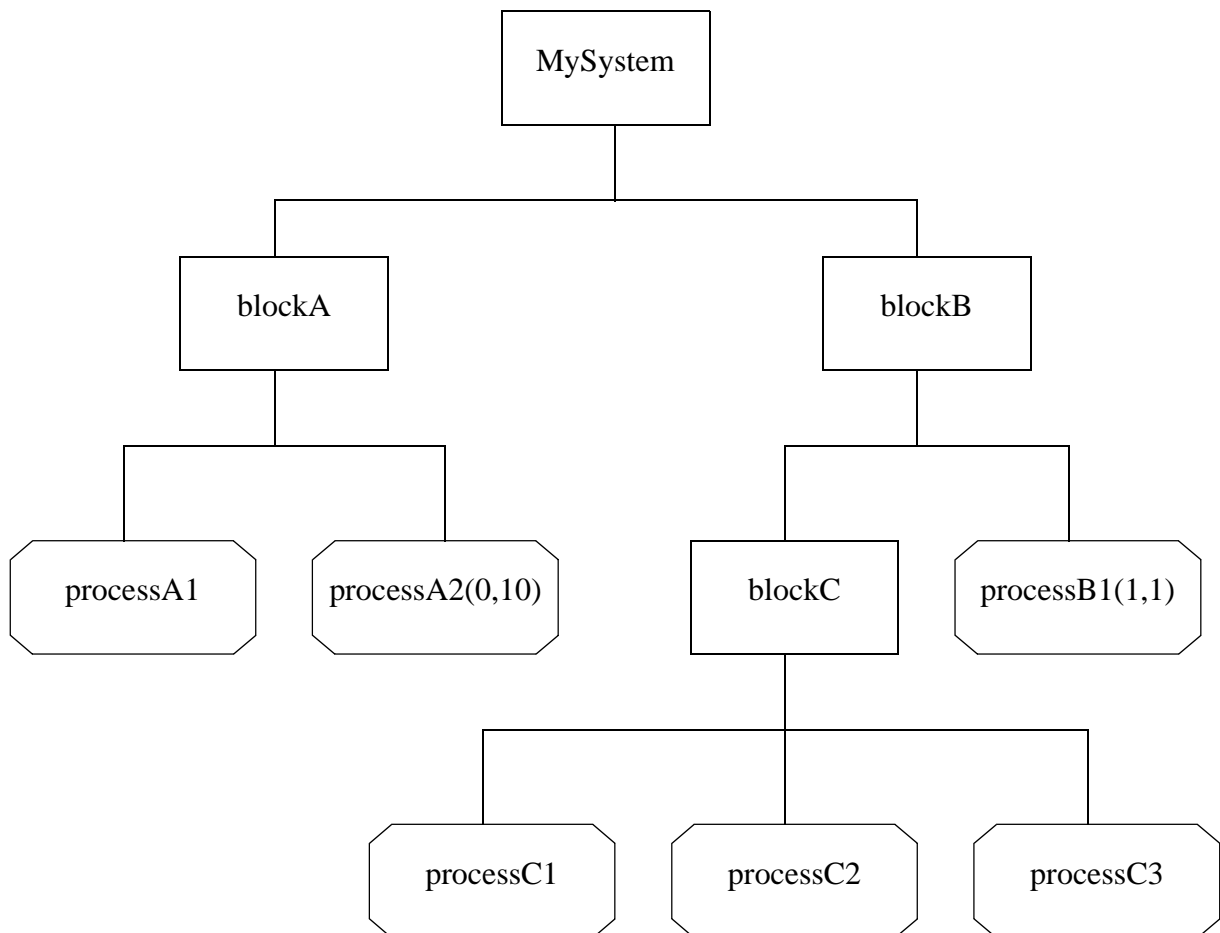 MySystem
blockA
blockB
processA1
processA2(0,10)
blockC
processB1(1,1)
processC1
processC2
processC3